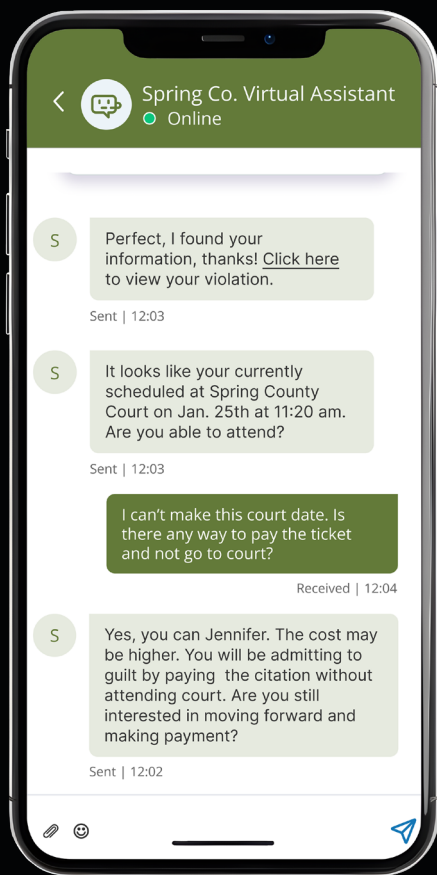 Spring Co. Virtual Assistant
Online
S
Perfect, I found your
information, thanks! Click here
to view your violation.
Sent | 12:03
S
It looks like your currently
scheduled at Spring County
Court on Jan. 25th at 11:20 am.
Are you able to attend?
Sent | 12:03
I can't make this court date. Is
there any way to pay the ticket
and not go to court?
Received | 12:04
S
Yes, you can Jennifer. The cost may
be higher. You will be admitting to
guilt by paying  the citation without
attending court. Are you still
interested in moving forward and
making payment?
Sent | 12:02